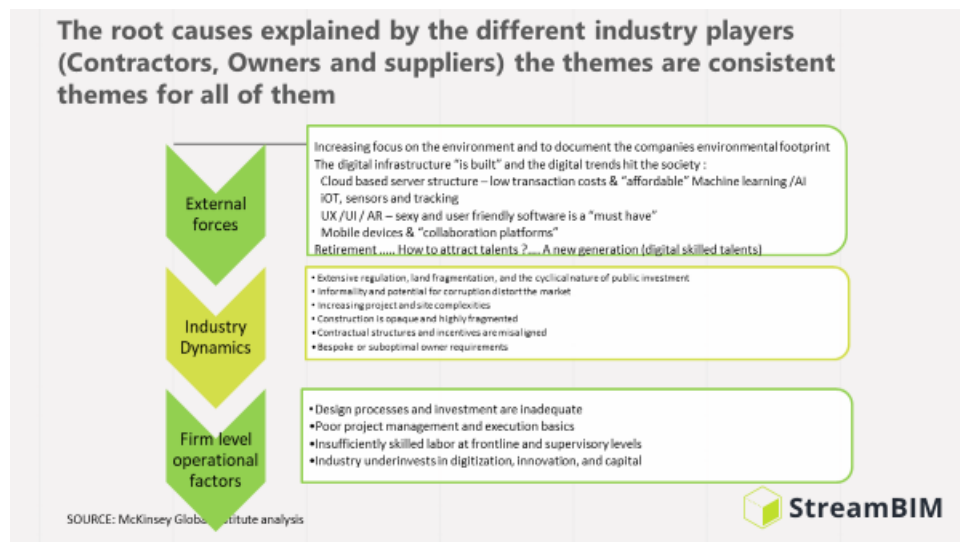 The root causes explained by the different industry players
(Contractors, Owners and suppliers) the themes are consistent
themes for all of them
External
forces
Increasing focus on the environment and to document the companies environmental footprint
The digital infrastructure “is built” and the digital trends hit the society :
Cloud based server structure – low transaction costs & “affordable” Machine learning /AI
iOT, sensors and tracking
UX /UI / AR – sexy and user friendly software is a “must have”
Mobile devices & “collaboration platforms”
Retirement ..... How to attract talents ?.... A new generation (digital skilled talents)
Industry
Dynamics
• Extensive regulation, land fragmentation, and the cyclical nature of public investment
• Informality and potential for corruption distort the market
• Increasing project and site complexities
• Construction is opaque and highly fragmented
• Contractual structures and incentives are misaligned
• Bespoke or suboptimal owner requirements
Firm level
operational
factors
• Design processes and investment are inadequate
• Poor project management and execution basics
• Insufficiently skilled labor at frontline and supervisory levels
• Industry underinvests in digitization, innovation, and capital
SOURCE: McKinsey Glob titute analysis
StreamBIM